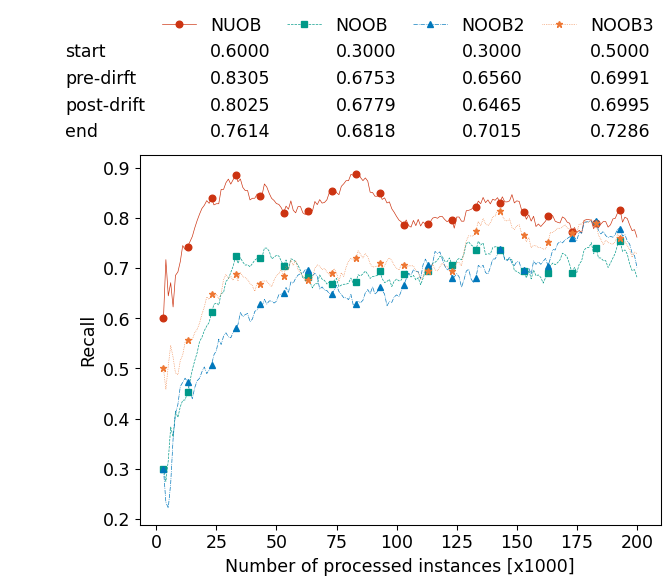 NUOB NOOB NOOB2 NOOB3
start 0.6000 0.3000 0.3000 0.5000
pre-dirft 0.8305 0.6753 0.6560 0.6991
post-drift 0.8025 0.6779 0.6465 0.6995
end 0.7614 0.6818 0.7015 0.7286
0.9
0.8
0.7
0.6
0.5
0.4
0.3
0.2
Recall
0 25 50 75 100 125 150 175 200
Number of processed instances [x1000]